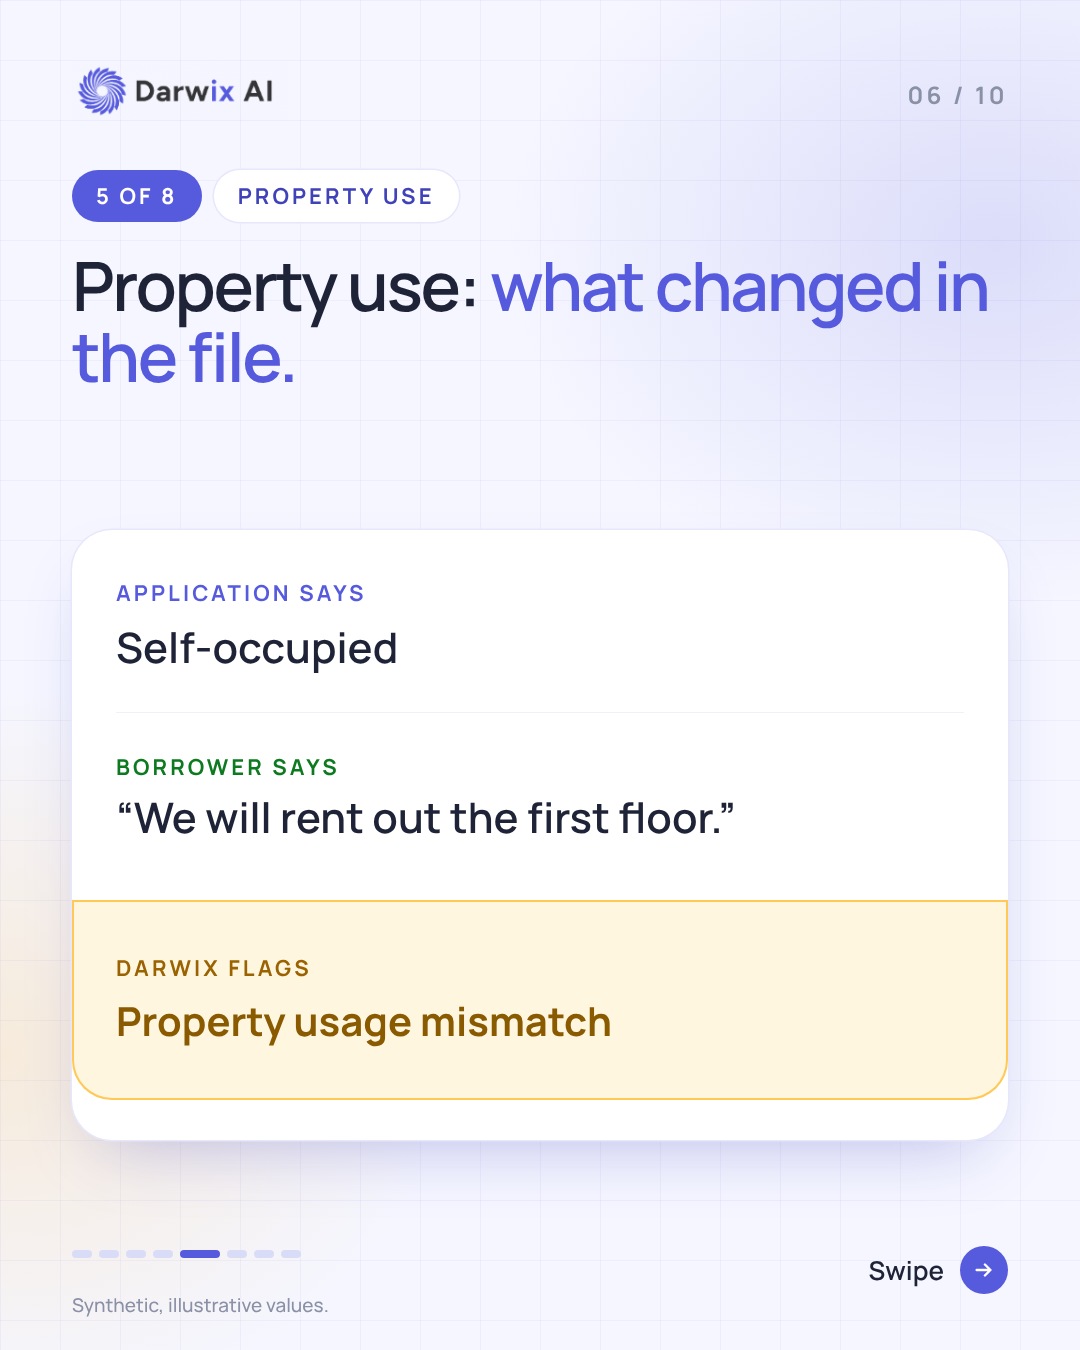 Darwix AI
06 / 10
5 OF 8
PROPERTY USE
Property use: what changed in
the file.
APPLICATION SAYS
Self-occupied
BORROWER SAYS
“We will rent out the first floor.”
DARWIX FLAGS
Property usage mismatch
Swipe
Synthetic, illustrative values.